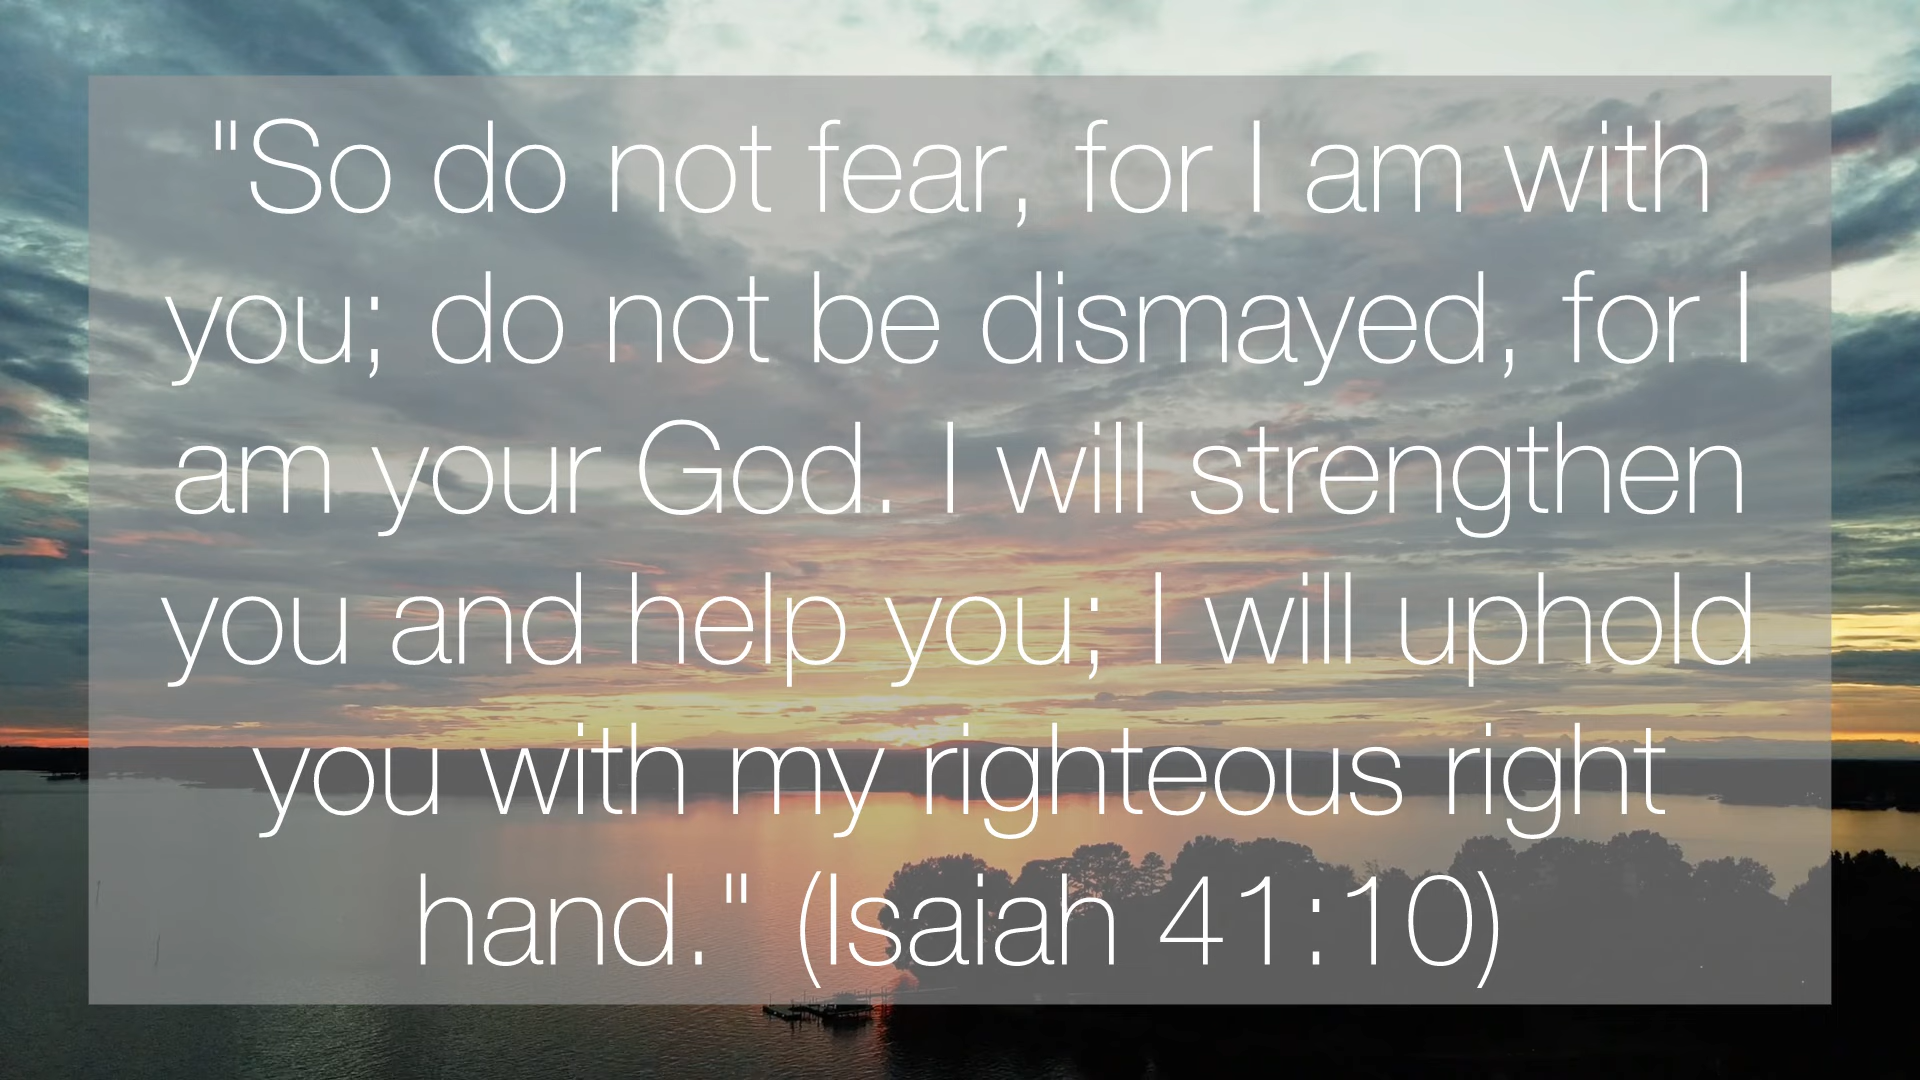 "So do not fear, for I am with
you; do not be dismayed, for I
am your God. I will strengthen
you and help you; I will uphold
you with my righteous right
hand." (Isaiah 41:10)